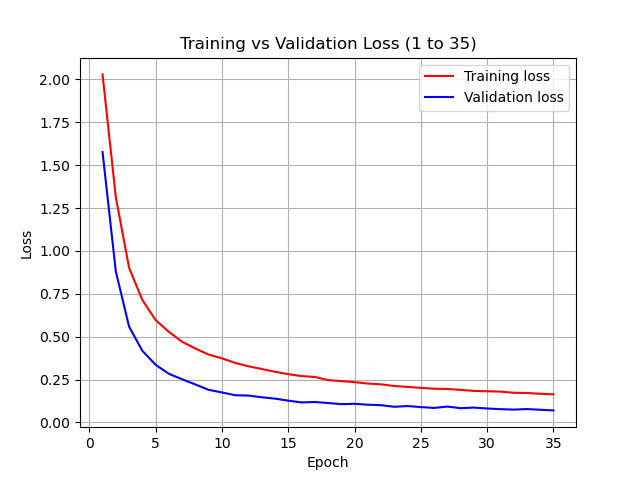 Training vs Validation Loss (1 to 35)
Training loss
Validation loss
2.00
1.75
1.50
1.25
1.00
0.75
0.50
0.25
0.00
Loss
0 5 10 15 20 25 30 35
Epoch